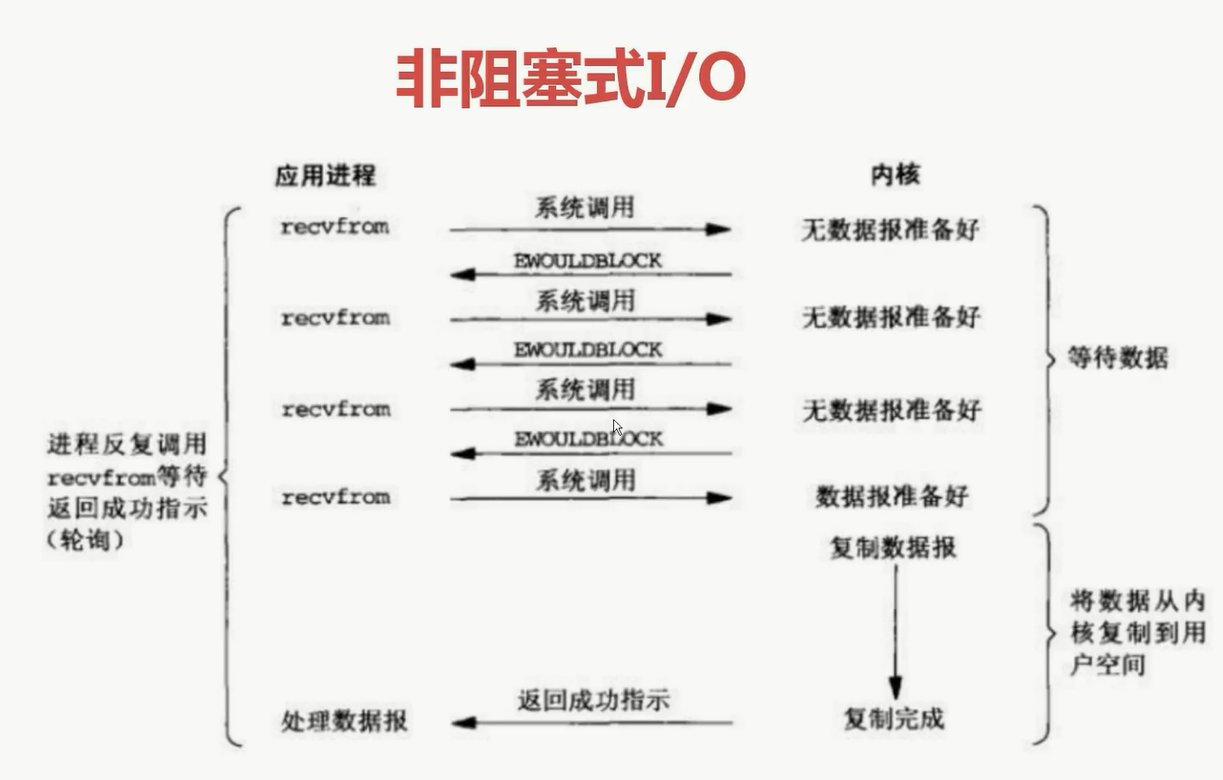 非阻塞式I/O
应用进程
内核
系统调用
recvfrom
无数据报准备好
EWOULDBLOCK
系统调用
recvfrom
无数据报准备好
EWOULDBLOCK
等待数据
系统调用
recvfrom
无数据报准备好
EWOULDBLOCK
进程反复调用
recvfrom等待
返回成功指示
（轮询）
系统调用
recvfrom
数据报准备好
复制数据报
将数据从内
核复制到用
户空间
返回成功指示
处理数据报
复制完成